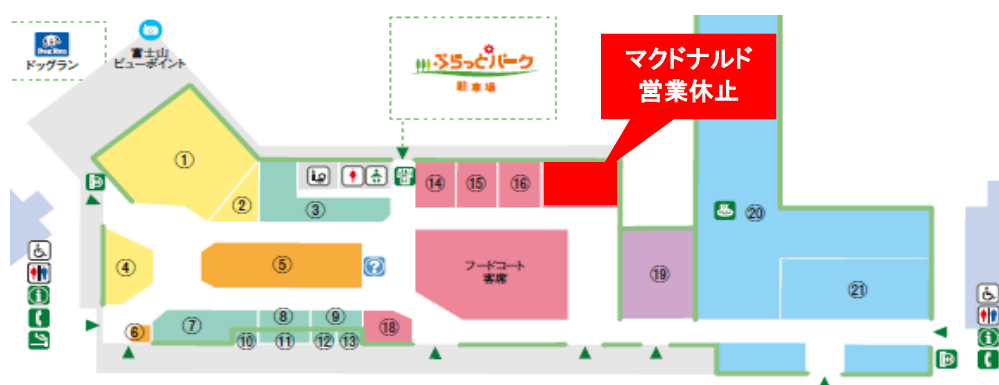 Dog Run
ドッグラン
富士山
ビューポイント
ぷらっとパーク
駐車場
マクドナルド
営業休止
①
②
③
⑭
⑮
⑯
④
⑤
?
フードコート
客席
⑲
⑳
㉑
⑥
⑦
⑧
⑨
⑩
⑪
⑫
⑬
⑱